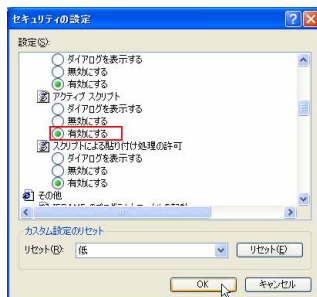 セキュリティの設定
設定(S):
ダイアログを表示する
無効にする
有効にする
アクティブ スクリプト
ダイアログを表示する
無効にする
有効にする
スクリプトによる貼り付け処理の許可
ダイアログを表示する
無効にする
有効にする
その他
カスタム設定のリセット
リセット(R): 低 リセット(E)
OK キャンセル